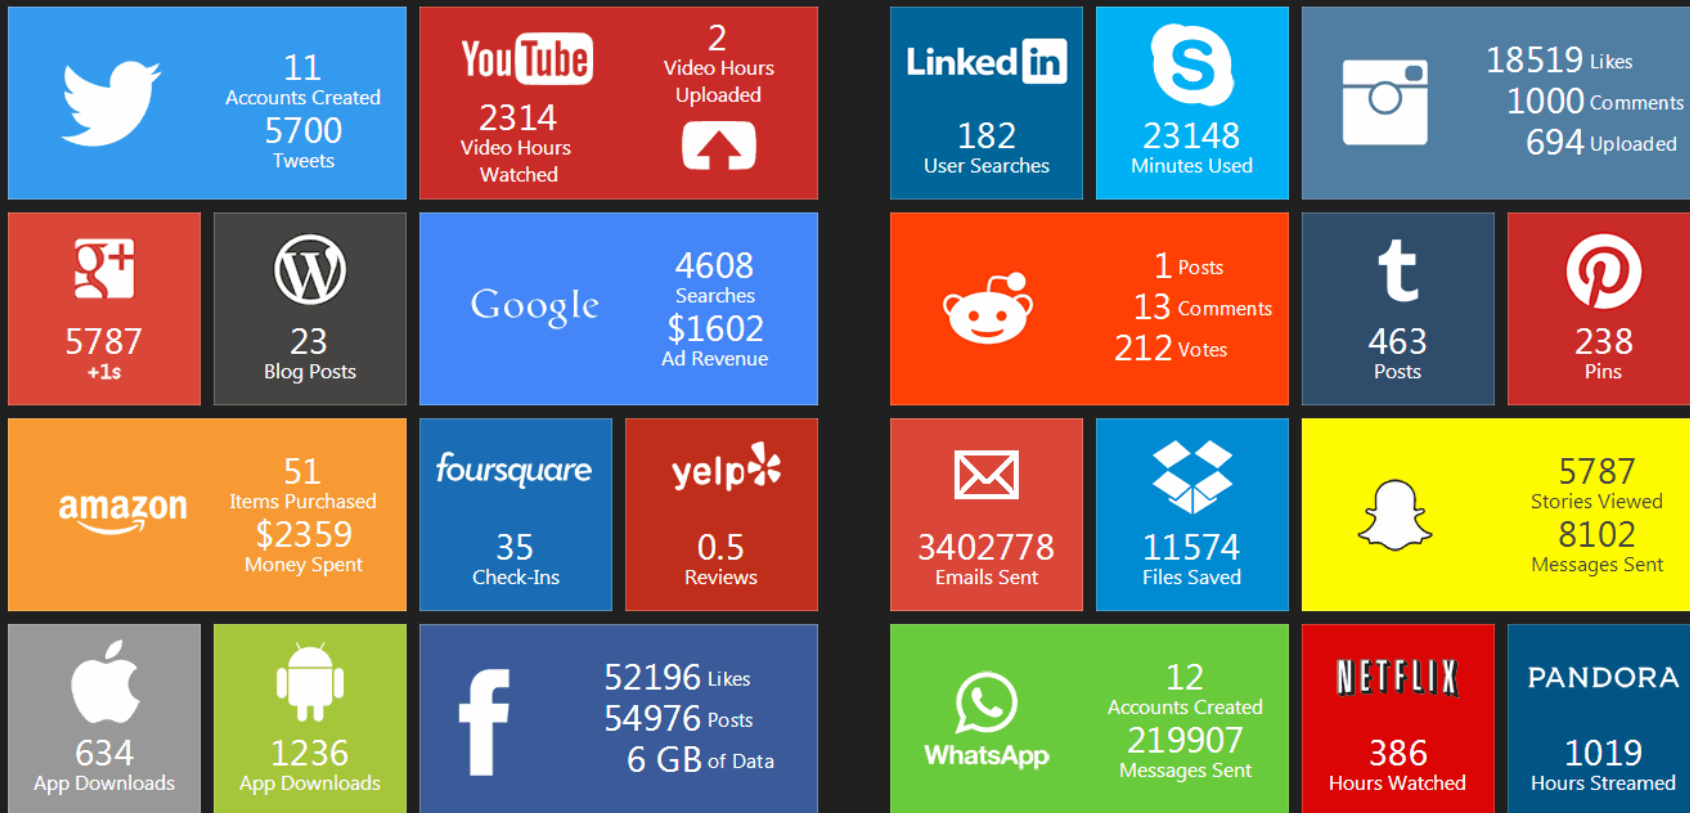 11
Accounts Created
5700
Tweets
YouTube
2314
Video Hours
Watched
2
Video Hours
Uploaded
Linked in
182
User Searches
S
23148
Minutes Used
18519 Likes
1000 Comments
694 Uploaded
g+
5787
+1s
W
23
Blog Posts
Google
4608
Searches
$1602
Ad Revenue
1 Posts
13 Comments
212 Votes
t
463
Posts
p
238
Pins
amazon
51
Items Purchased
$2359
Money Spent
foursquare
35
Check-Ins
yelp
0.5
Reviews
3402778
Emails Sent
11574
Files Saved
5787
Stories Viewed
8102
Messages Sent
634
App Downloads
1236
App Downloads
f
52196 Likes
54976 Posts
6 GB of Data
WhatsApp
12
Accounts Created
219907
Messages Sent
NETFLIX
386
Hours Watched
PANDORA
1019
Hours Streamed